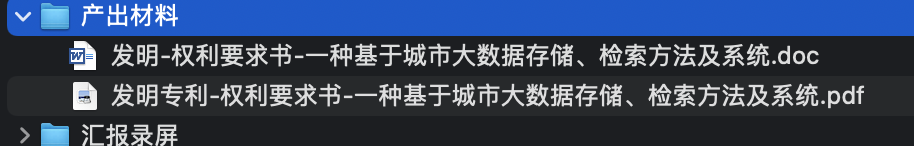 产出材料
发明-权利要求书-一种基于城市大数据存储、检索方法及系统.doc
发明专利-权利要求书-一种基于城市大数据存储、检索方法及系统.pdf
汇报录屏